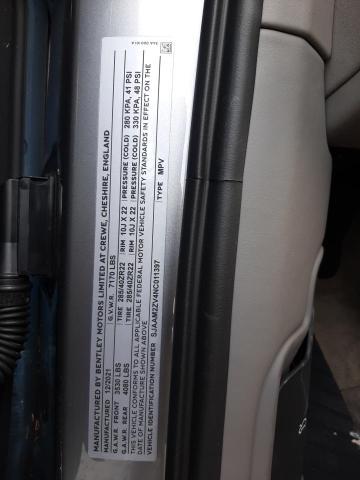 MANUFACTURED BY BENTLEY MOTORS LIMITED AT CREWE, CHESHIRE, ENGLAND
12/2021 G.V.W.R. 7170 LBS
G.A.W.R. FRONT 3530 LBS TIRE 285/40ZR22 RIM 10J X 22 PRESSURE (COLD) 280 KPA, 41 PSI
G.A.W.R. REAR 4080 LBS TIRE 285/40ZR22 RIM 10J X 22 PRESSURE (COLD) 330 KPA, 48 PSI
THIS VEHICLE CONFORMS TO ALL APPLICABLE FEDERAL MOTOR VEHICLE SAFETY STANDARDS IN EFFECT ON THE
DATE OF MANUFACTURE SHOWN ABOVE
VEHICLE IDENTIFICATION NUMBER SJAAM2ZV4NC011397 TYPE MPV